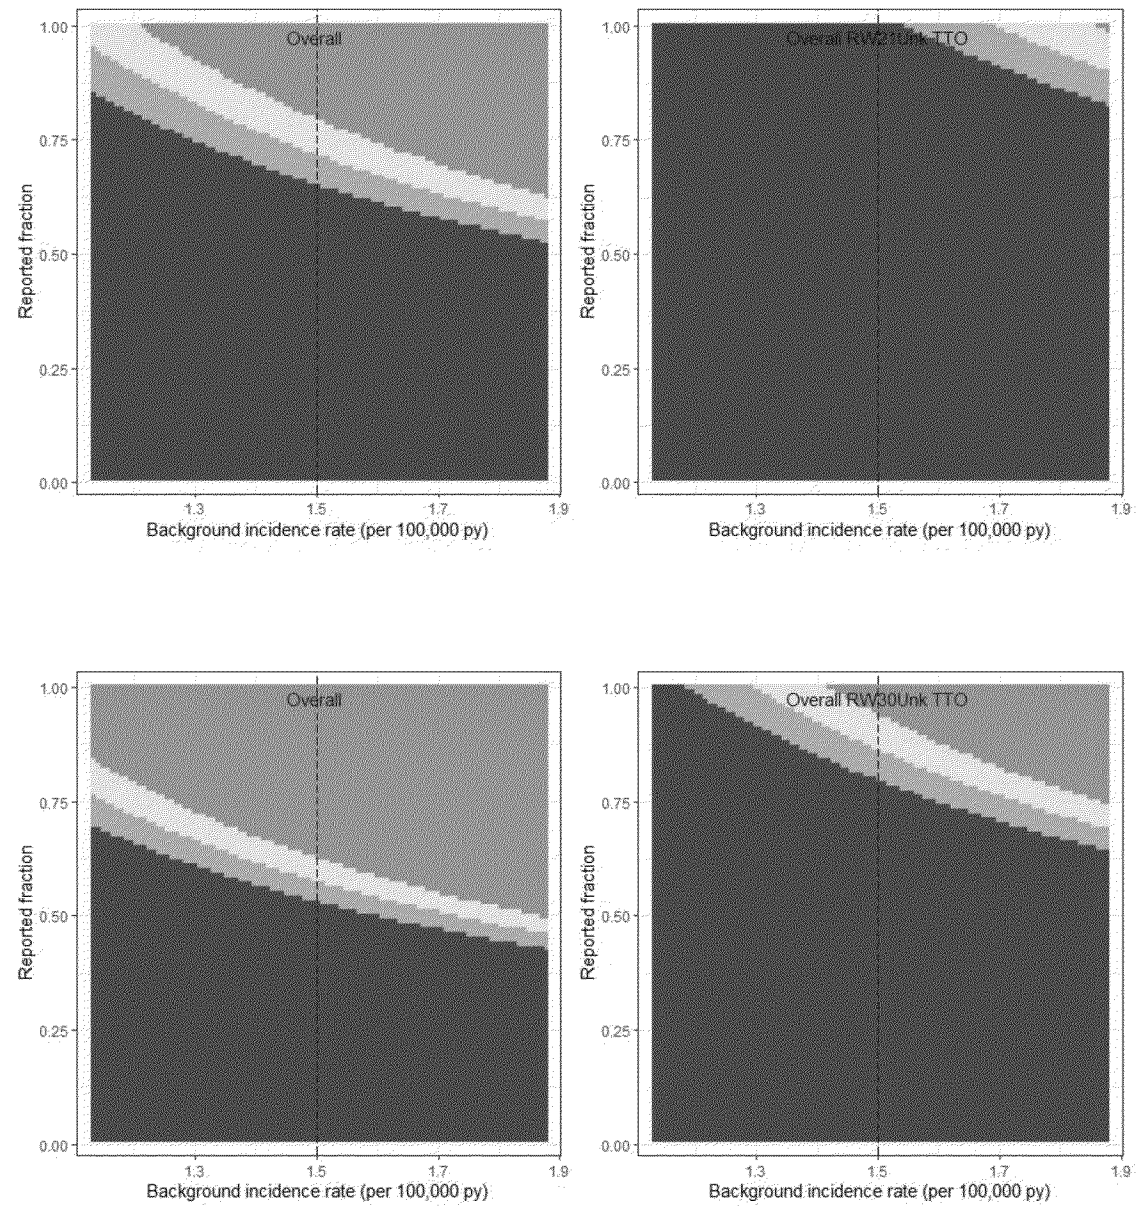 1.00
Overall
0.75
0.50
0.25
0.00
Reported fraction
1.3 1.5 1.7 1.9
Background incidence rate (per 100,000 py)
1.00
Overall RW21Unk TTO
0.75
0.50
0.25
0.00
Reported fraction
1.3 1.5 1.7 1.9
Background incidence rate (per 100,000 py)
1.00
Overall
0.75
0.50
0.25
0.00
Reported fraction
1.3 1.5 1.7 1.9
Background incidence rate (per 100,000 py)
1.00
Overall RW30Unk TTO
0.75
0.50
0.25
0.00
Reported fraction
1.3 1.5 1.7 1.9
Background incidence rate (per 100,000 py)